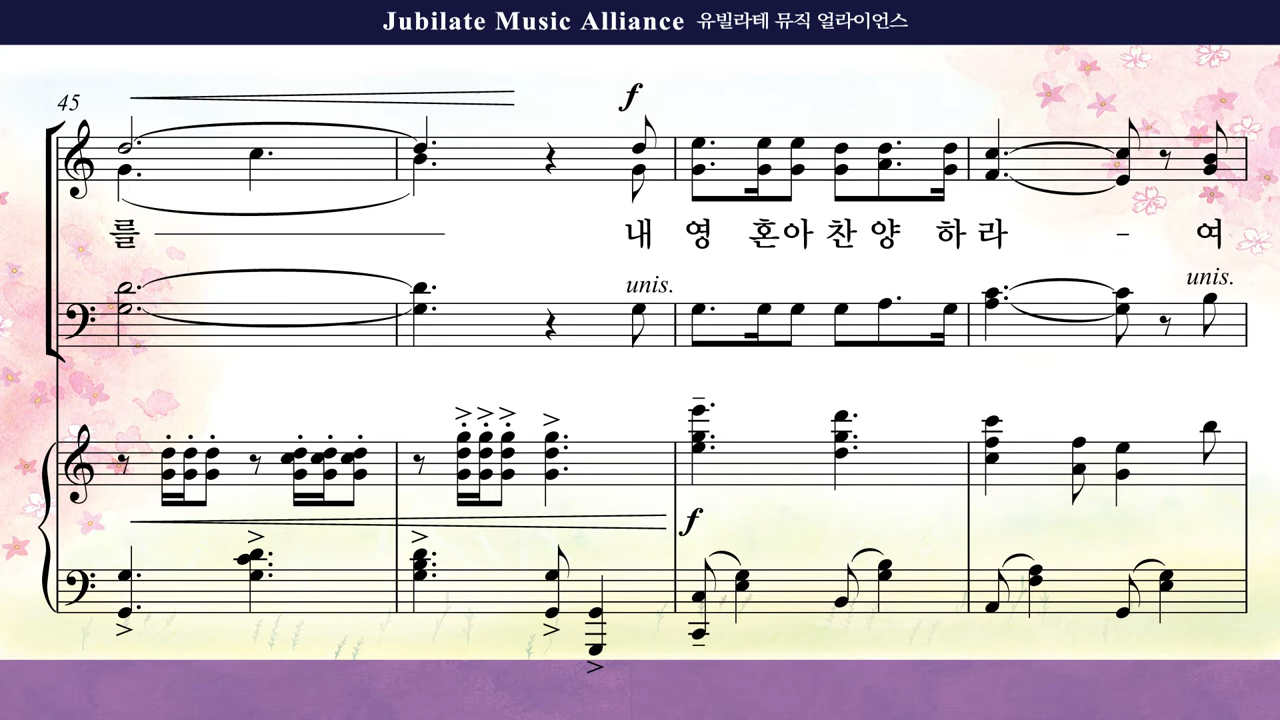 Jubilate Music Alliance 유빌라테 뮤직 얼라이언스
45
f
를 내 영 혼아 찬 양 하 라 – 여
unis. unis.
f